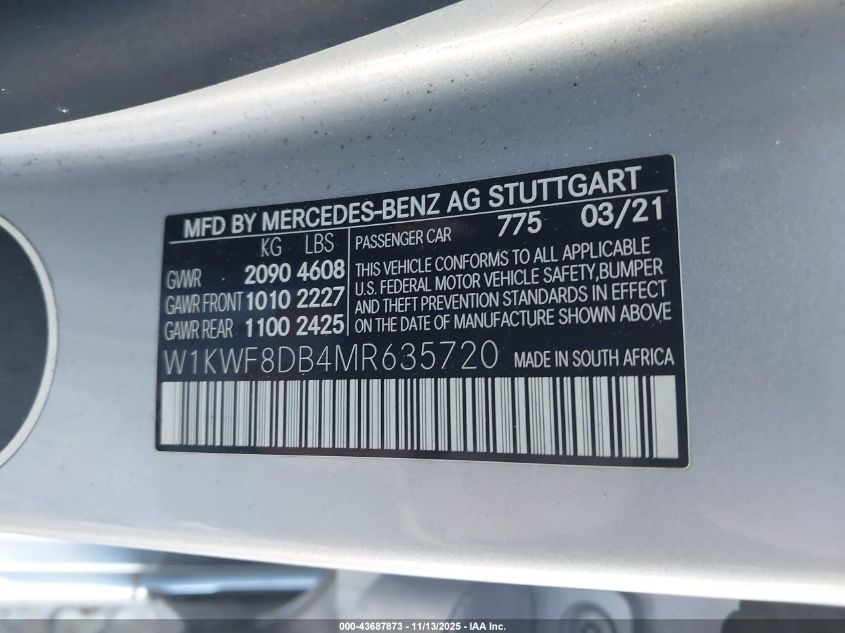 MFD BY MERCEDES-BENZ AG STUTTGART
KG LBS
GVWR 2090 4608
GAWR FRONT 1010 2227
GAWR REAR 1100 2425
PASSENGER CAR 775 03/21
THIS VEHICLE CONFORMS TO ALL APPLICABLE
U.S. FEDERAL MOTOR VEHICLE SAFETY, BUMPER
AND THEFT PREVENTION STANDARDS IN EFFECT
ON THE DATE OF MANUFACTURE SHOWN ABOVE
W1KWF8DB4MR635720 MADE IN SOUTH AFRIKA
000-43687873 - 11/13/2025 - IAA Inc.